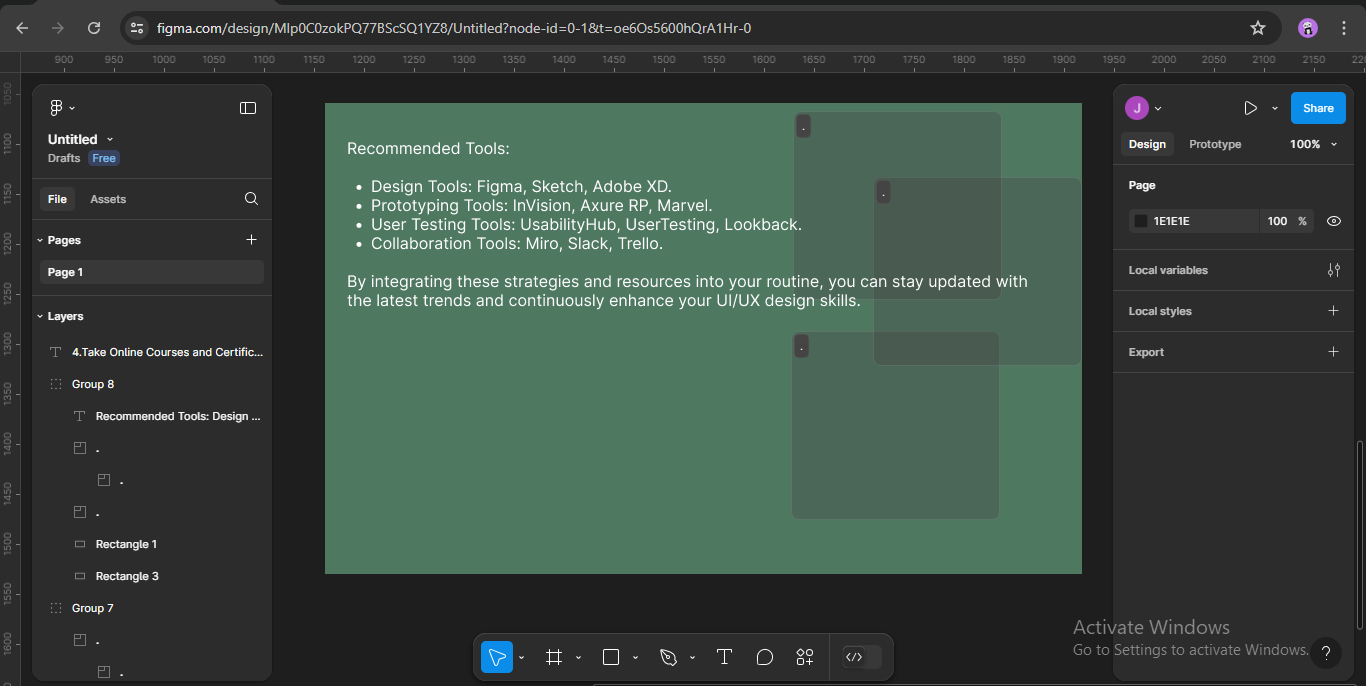 figma.com/design/MIp0C0zokPQ77BScSQ1YZ8/Untitled?node-id=0-1&t=oe6Os5600hQrA1Hr-0
900 950 1000 1050 1100 1150 1200 1250 1300 1350 1400 1450 1500 1550 1600 1650 1700 1750 1800 1850 1900 1950 2000 2050 2100 2150 220
1050
1100
1150
1200
1250
1300
1350
1400
1450
1500
1550
1600
Untitled
Drafts Free
File Assets
Pages
Page 1
Layers
4.Take Online Courses and Certific...
Group 8
Recommended Tools: Design ...
.
.
.
Rectangle 1
Rectangle 3
Group 7
.
.
Recommended Tools:
• Design Tools: Figma, Sketch, Adobe XD.
• Prototyping Tools: InVision, Axure RP, Marvel.
• User Testing Tools: UsabilityHub, UserTesting, Lookback.
• Collaboration Tools: Miro, Slack, Trello.
By integrating these strategies and resources into your routine, you can stay updated with
the latest trends and continuously enhance your UI/UX design skills.
.
.
.
J
Share
Design Prototype 100%
Page
1E1E1E 100 %
Local variables
Local styles
Export
Activate Windows
Go to Settings to activate Windows.
?